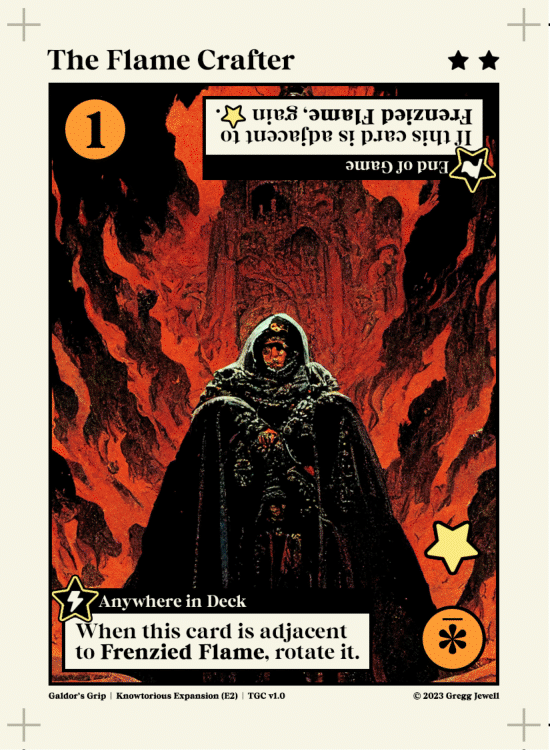 The Flame Crafter
1
If this card is adjacent to
Frenzied Flame, gain .
End of Game
Anywhere in Deck
When this card is adjacent
to Frenzied Flame, rotate it.
*
Galdor's Grip | Knowtorious Expansion (E2) | TGC v1.0
© 2023 Gregg Jewell